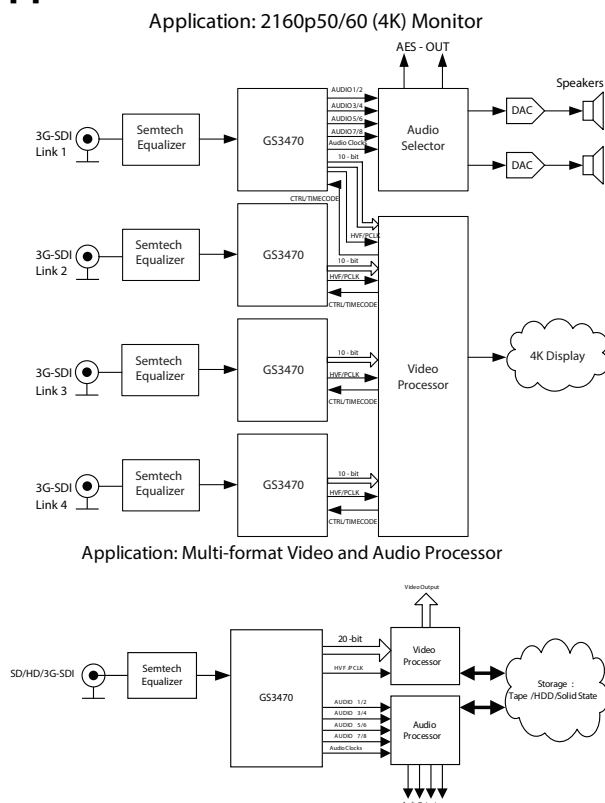 Application: 2160p50/60 (4K) Monitor
AES - OUT
Speakers
3G-SDI
Link 1
Semtech
Equalizer
GS3470
AUDIO 1/2
AUDIO 3/4
AUDIO 5/6
AUDIO 7/8
Audio Clocks
10 - bit
CTRL/TIMECODE
HVF/PCLK
Audio
Selector
DAC
DAC
3G-SDI
Link 2
Semtech
Equalizer
GS3470
10 - bit
HVF/PCLK
CTRL/TIMECODE
3G-SDI
Link 3
Semtech
Equalizer
GS3470
10 - bit
HVF/PCLK
CTRL/TIMECODE
Video
Processor
4K Display
3G-SDI
Link 4
Semtech
Equalizer
GS3470
10 - bit
HVF/PCLK
CTRL/TIMECODE
Application: Multi-format Video and Audio Processor
Video Output
SD/HD/3G-SDI
Semtech
Equalizer
GS3470
20 -bit
HVF /PCLK
Video
Processor
AUDIO 1/2
AUDIO 3/4
AUDIO 5/6
AUDIO 7/8
Audio Clocks
Audio
Processor
Storage :
Tape /HDD/Solid State